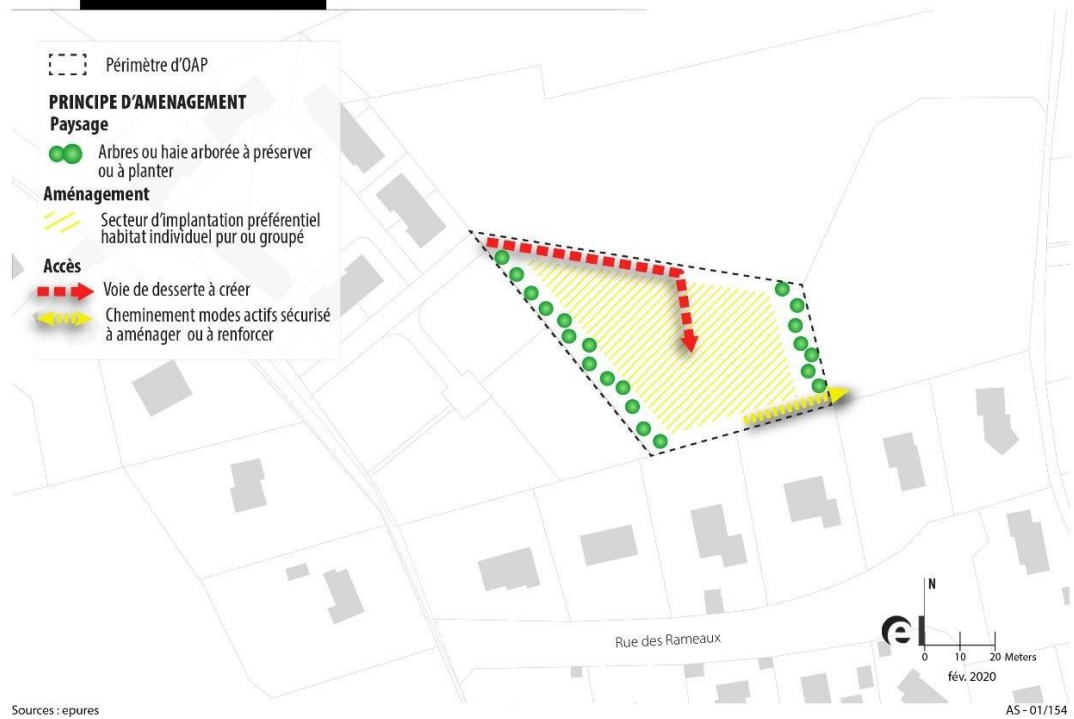 Périmètre d'OAP
PRINCIPE D'AMENAGEMENT
Paysage
Arbres ou haie arborée à préserver
ou à planter
Aménagement
Secteur d'implantation préférentiel
habitat individuel pur ou groupé
Accès
Voie de desserte à créer
Cheminement modes actifs sécurisé
à aménager ou à renforcer
Rue des Rameaux
N
0 10 20 Meters
fév. 2020
Sources : epures
AS - 01/154